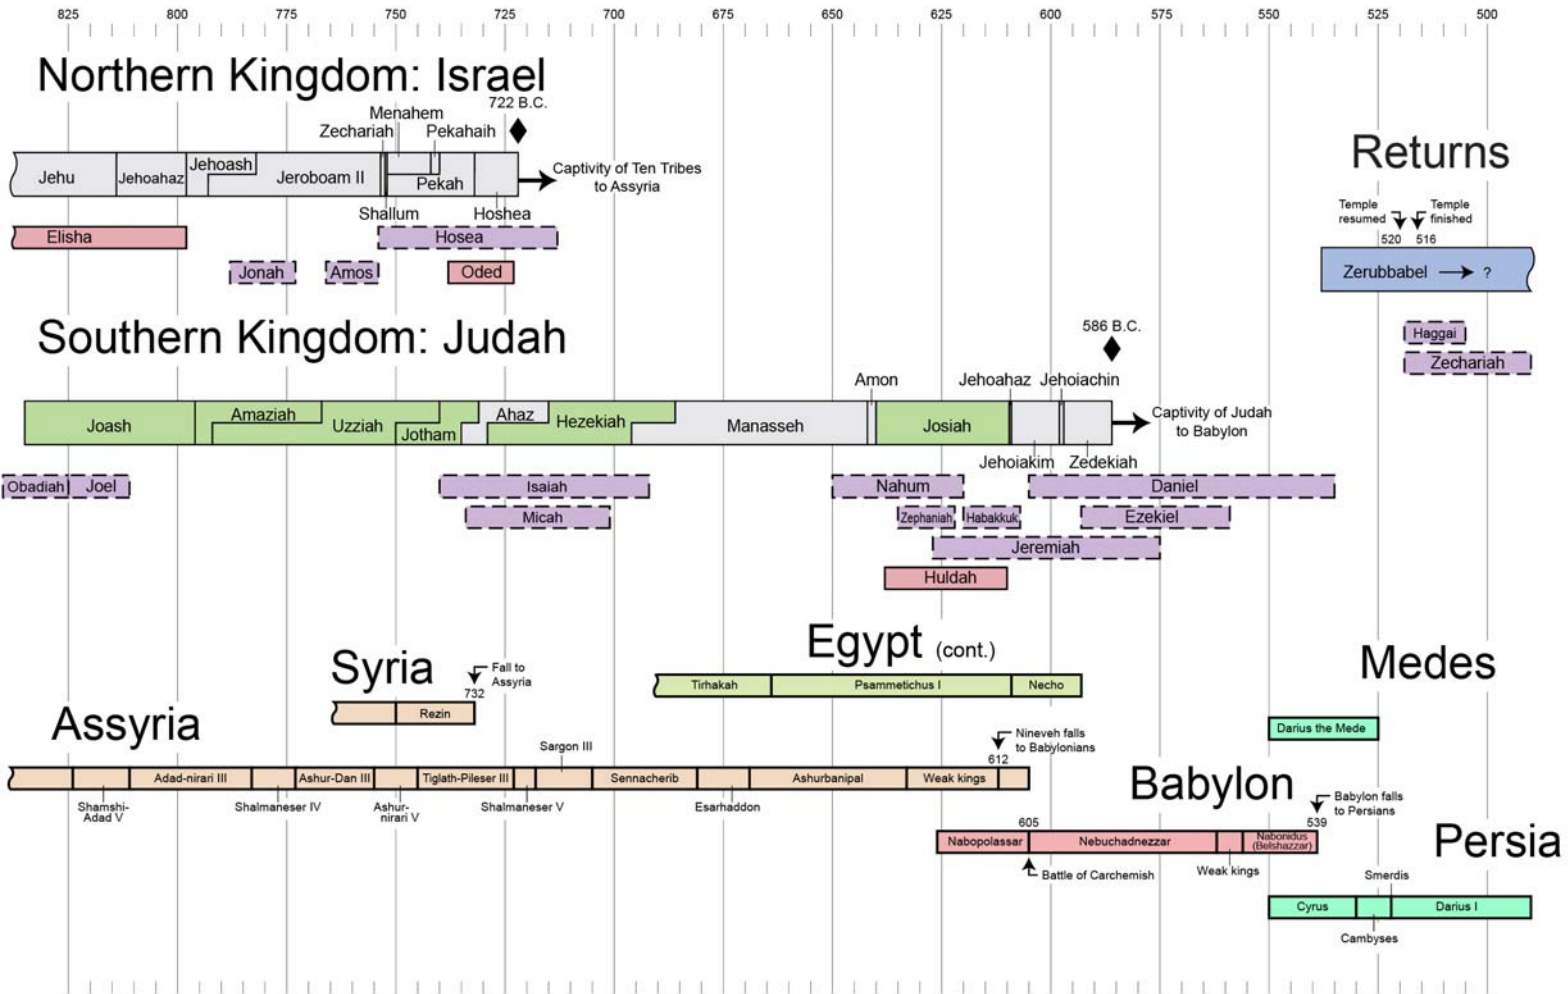 825 800 775 750 725 700 650 625 600 575 550 525 500
Northern Kingdom: Israel
722 B.C.
Menahem
Zechariah
Pekahaih
Jehu
Jehoahaz
Jehoash
Jeroboam II
Pekah
Captivity of Ten Tribes
to Assyria
Shallum
Hoshea
Elisha
Hosea
Jonah
Amos
Oded
Returns
Temple
resumed
Temple
finished
520
516
Zerubbabel
?
Haggai
Zechariah
Southern Kingdom: Judah
586 B.C.
Amon
Jehoahaz
Jehoiachin
Joash
Amaziah
Uzziah
Jotham
Ahaz
Hezekiah
Manasseh
Josiah
Captivity of Judah
to Babylon
Jehoiakim
Zedekiah
Obadiah
Joel
Isaiah
Nahum
Daniel
Micah
Zephaniah
Habakkuk
Ezekiel
Jeremiah
Huldah
Egypt (cont.)
Tirhakah
Psammetichus I
Necho
Syria
Fall to
Assyria
732
Rezin
Medes
Darius the Mede
Assyria
Sargon III
Nineveh falls
to Babylonians
612
Adad-nirari III
Ashur-Dan III
Tiglath-Pileser III
Sennacherib
Ashurbanipal
Weak kings
Shamshi-
Adad V
Shalmaneser IV
Ashur-
nirari V
Shalmaneser V
Esarhaddon
Babylon
Babylon falls
to Persians
605
539
Nabopolassar
Nebuchadnezzar
Nabonidus
(Belshazzar)
Battle of Carchemish
Weak kings
Persia
Smerdis
Cyrus
Darius I
Cambyses